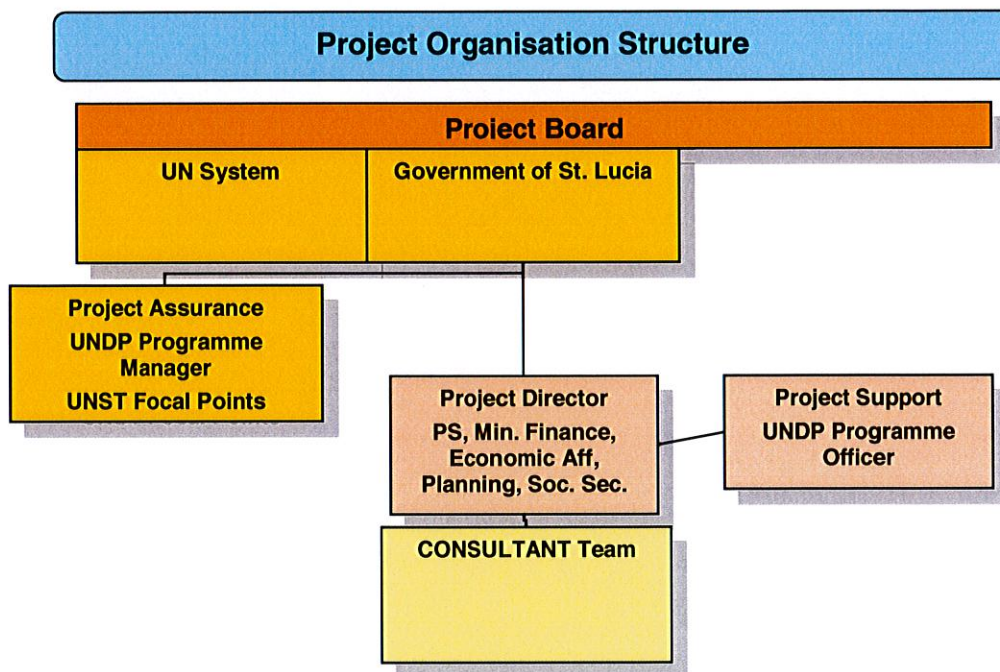 Project Organisation Structure
Project Board
UN System
Government of St. Lucia
Project Assurance
UNDP Programme
Manager
UNST Focal Points
Project Director
PS, Min. Finance,
Economic Aff,
Planning, Soc. Sec.
Project Support
UNDP Programme
Officer
CONSULTANT Team